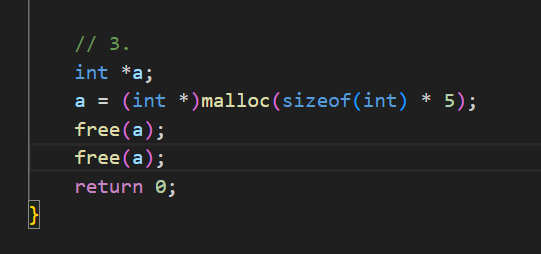 // 3.
int *a;
a = (int *)malloc(sizeof(int) * 5);
free(a);
free(a);
return 0;
}